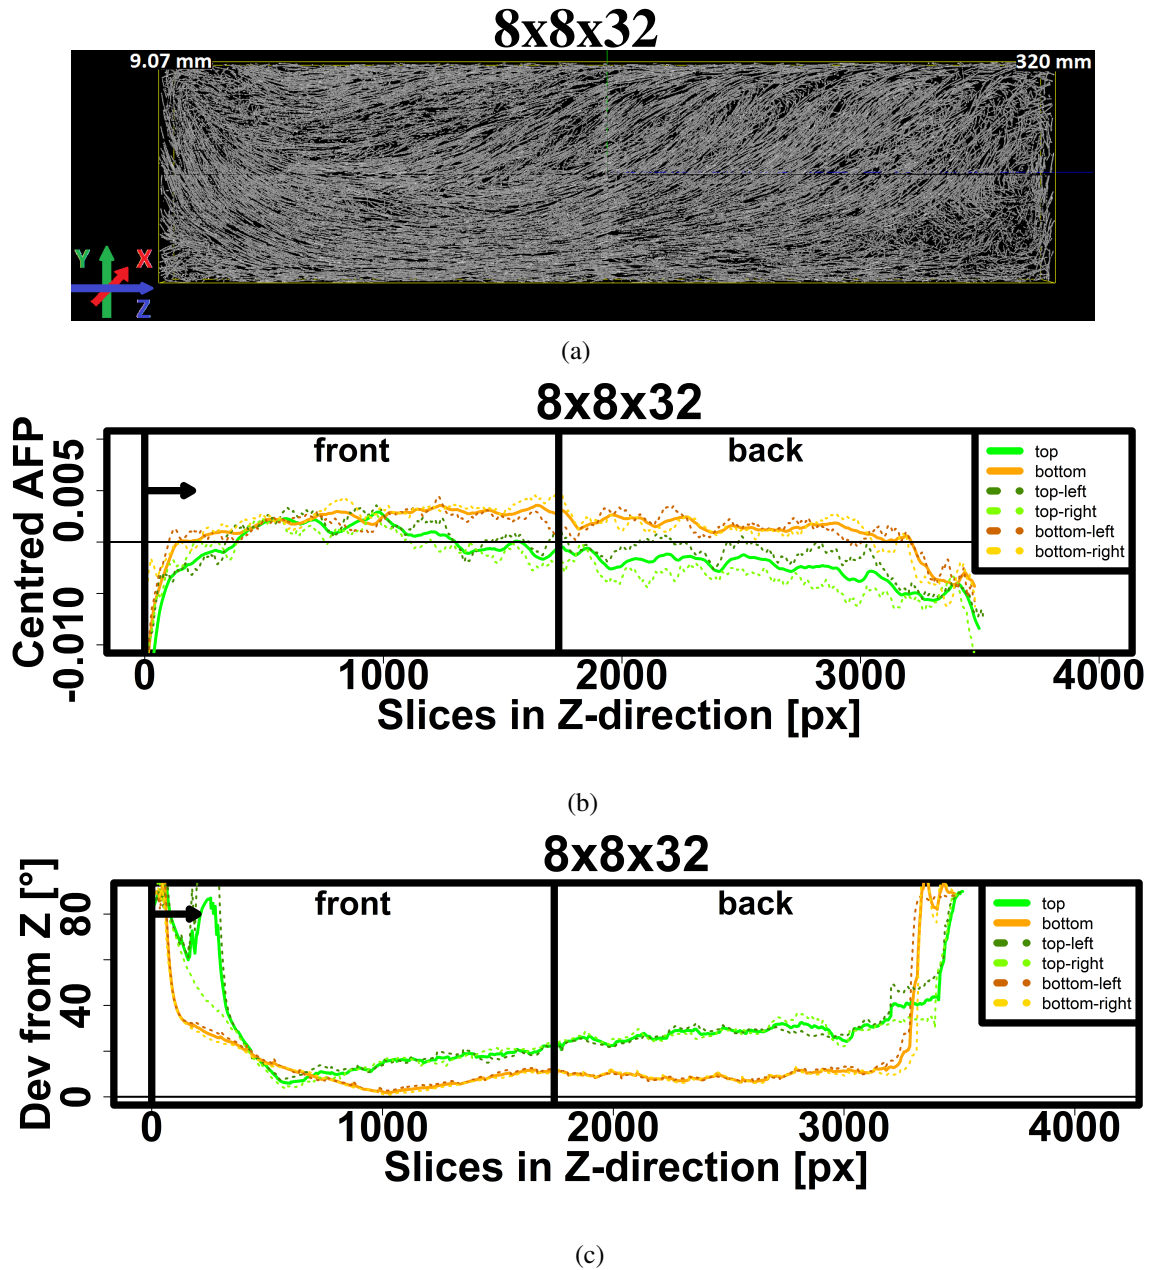 8x8x32
9.07 mm 320 mm
Y X
Z
(a)
8x8x32
front back
Centred AFP
0.005
-0.010
top
bottom
top-left
top-right
bottom-left
bottom-right
0 1000 2000 3000 4000
Slices in Z-direction [px]
(b)
8x8x32
front back
Dev from Z [°]
80
40
0
top
bottom
top-left
top-right
bottom-left
bottom-right
0 1000 2000 3000 4000
Slices in Z-direction [px]
(c)